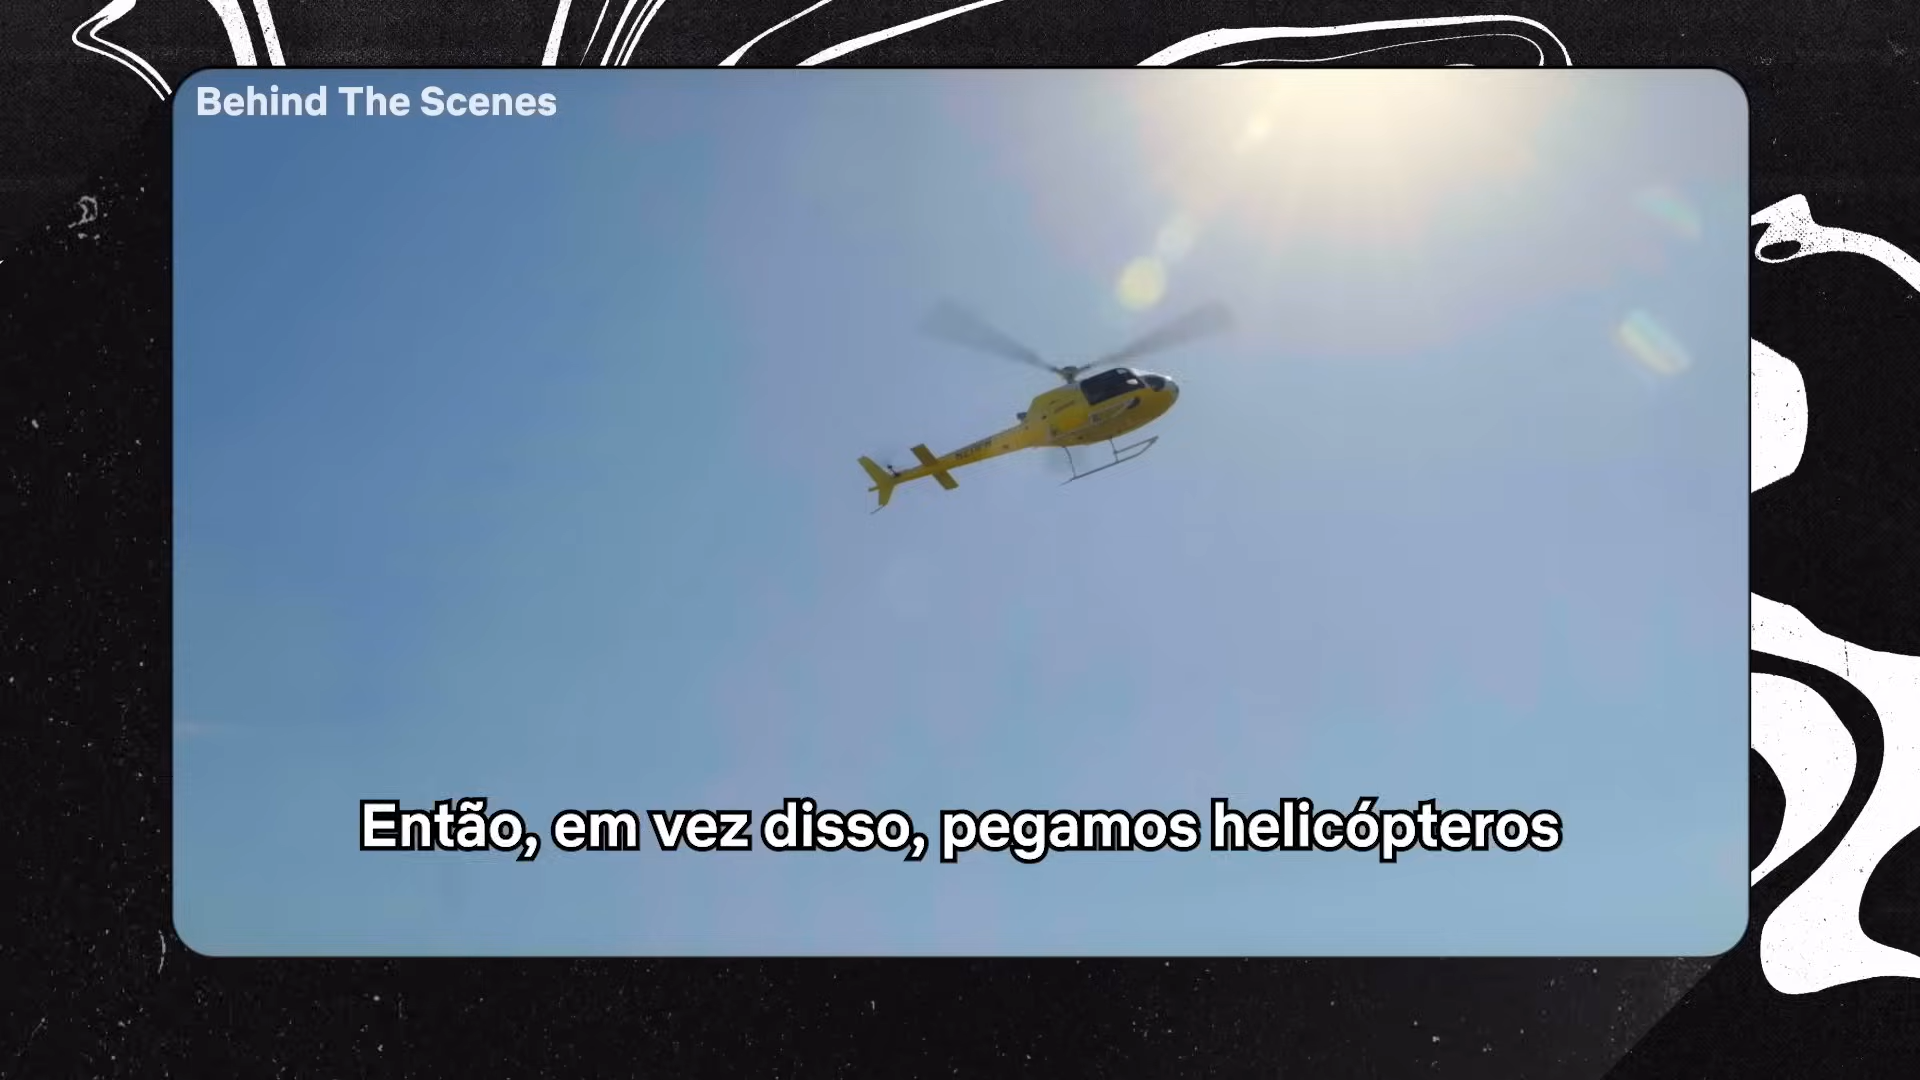 Behind The Scenes
Então, em vez disso, pegamos helicópteros